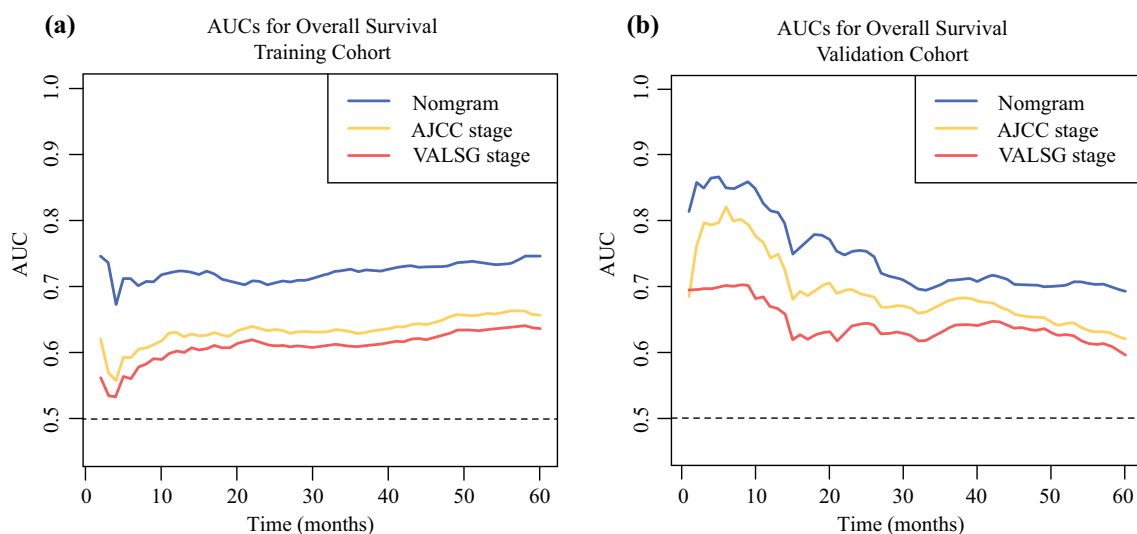 (a)
AUCs for Overall Survival
Training Cohort
Nomgram
AJCC stage
VALSG stage
AUC
1.0
0.9
0.8
0.7
0.6
0.5
0 10 20 30 40 50 60
Time (months)
(b)
AUCs for Overall Survival
Validation Cohort
Nomgram
AJCC stage
VALSG stage
AUC
1.0
0.9
0.8
0.7
0.6
0.5
0 10 20 30 40 50 60
Time (months)